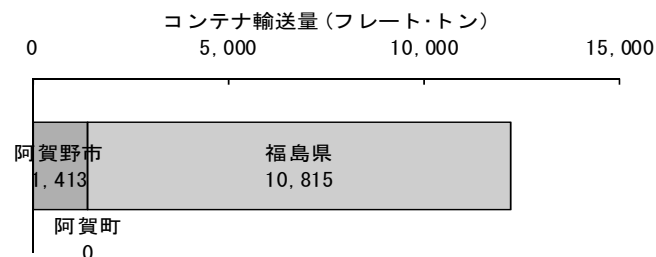 コンテナ輸送量（フレート・トン）
0 5,000 10,000 15,000
阿賀野市 福島県
1,413 10,815
阿賀町
0